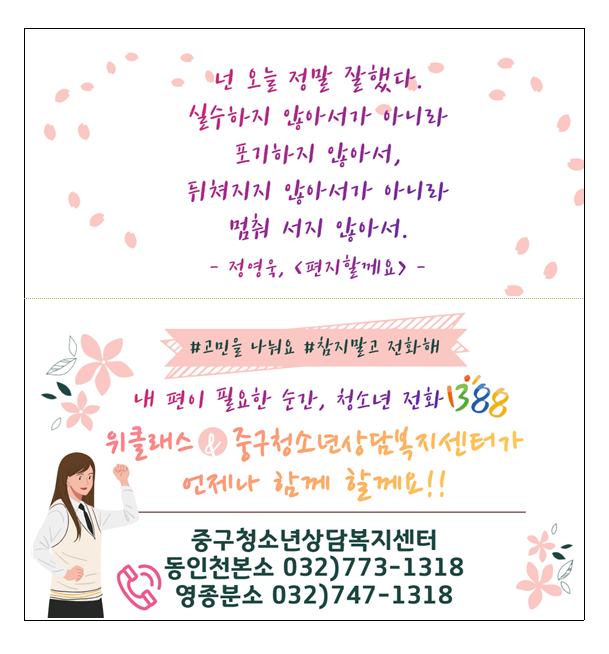 넌 오늘 정말 잘했다.
실수하지 않아서가 아니라
포기하지 않아서,
뒤쳐지지 않아서가 아니라
멈춰 서지 않아서.
- 정영욱, <편지할께요> -
#고민을 나눠요 #참지말고 전화해
내 편이 필요한 순간, 청소년 전화 1388
위클래스 & 중구청소년상담복지센터가
언제나 함께 할께요!!
중구청소년상담복지센터
동인천본소 032)773-1318
영종분소 032)747-1318